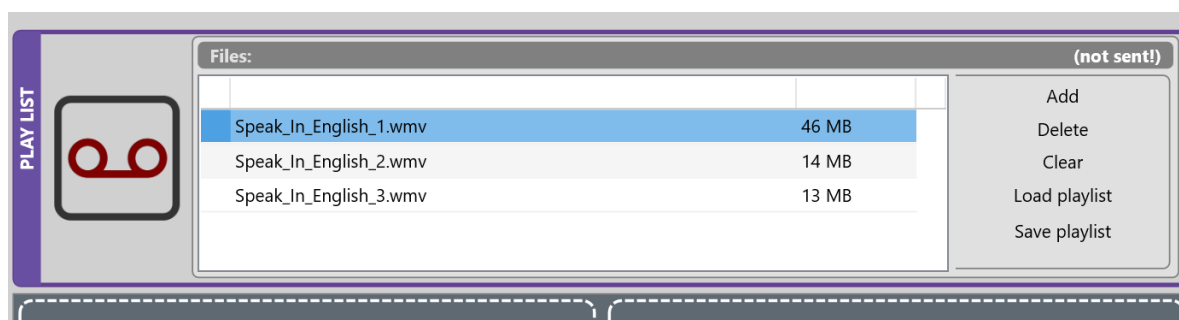 PLAY LIST
Files: (not sent!)
Speak_In_English_1.wmv 46 MB
Speak_In_English_2.wmv 14 MB
Speak_In_English_3.wmv 13 MB
Add
Delete
Clear
Load playlist
Save playlist